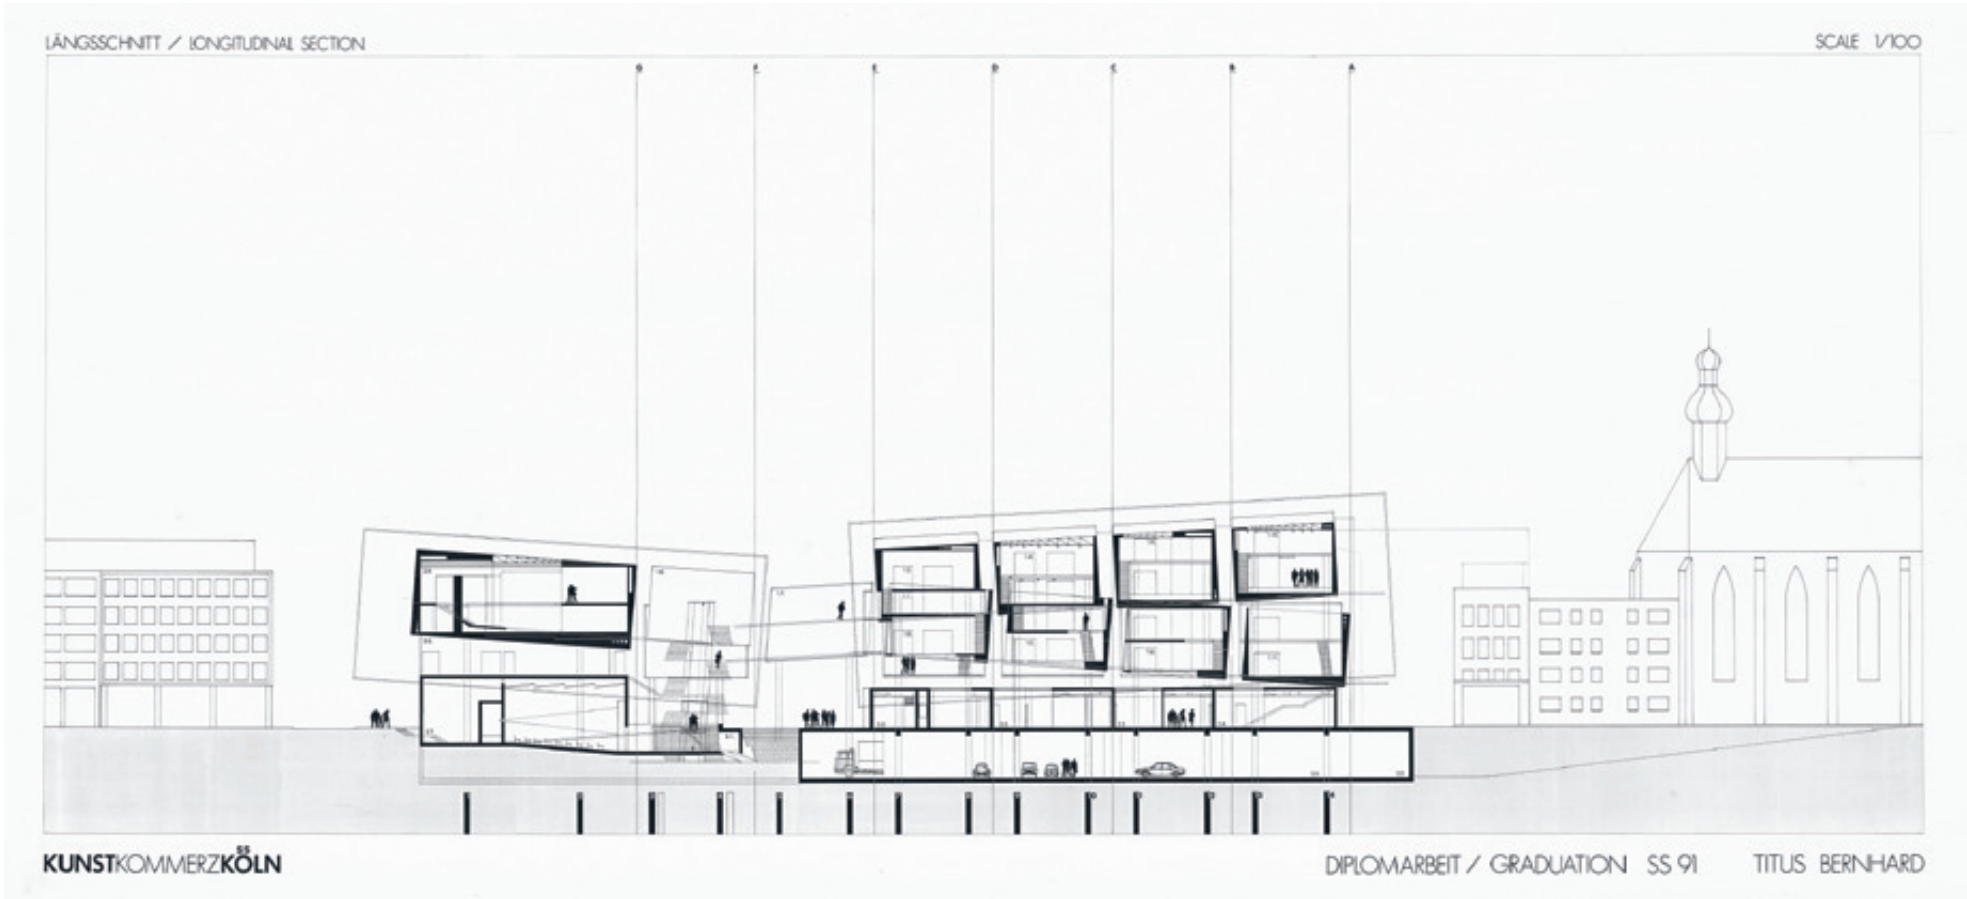 LÄNGSSCHNITT / LONGITUDINAL SECTION
SCALE 1/100
G F E D C B A
KUNSTKOMMERZKÖLN
DIPLOMARBEIT / GRADUATION SS 91 TITUS BERNHARD